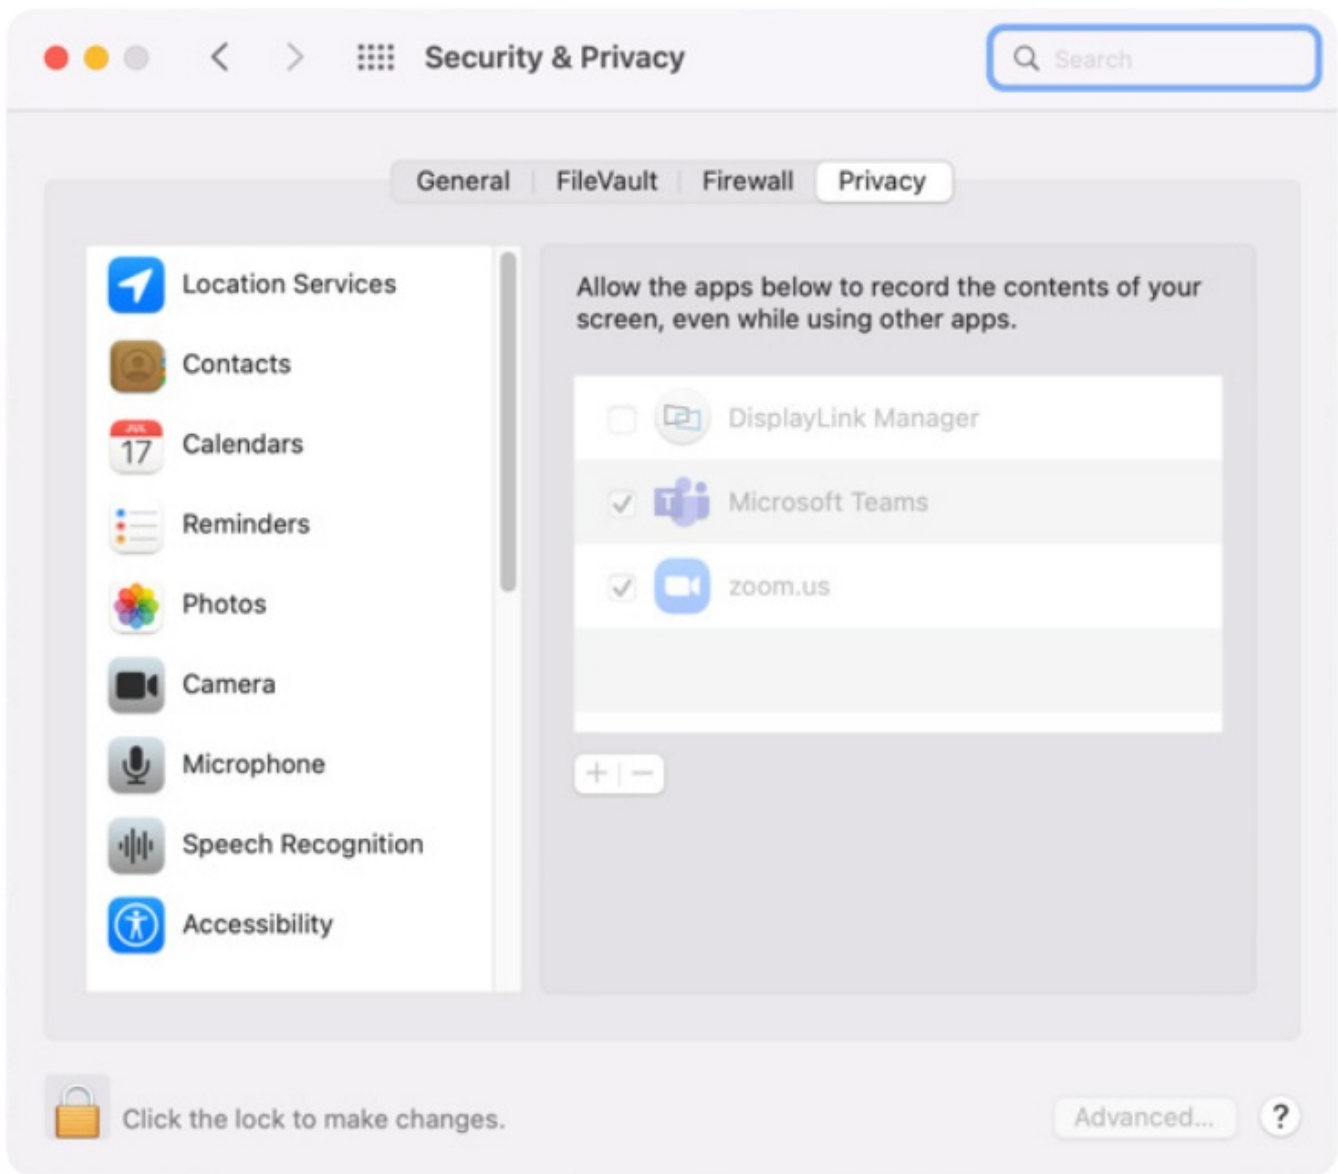 Security & Privacy
Search
General FileVault Firewall Privacy
Location Services
Contacts
JUL
17
Calendars
Reminders
Photos
Camera
Microphone
Speech Recognition
Accessibility
Allow the apps below to record the contents of your
screen, even while using other apps.
DisplayLink Manager
T
Microsoft Teams
zoom.us
Click the lock to make changes.
Advanced...
?